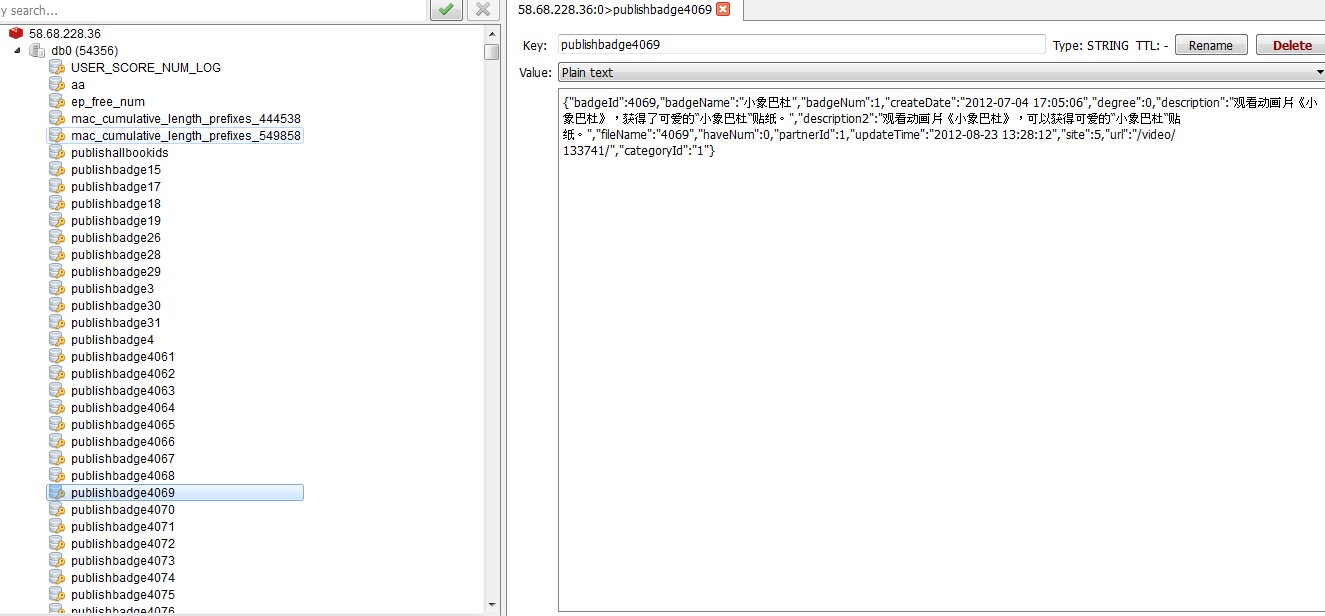 y search...
58.68.228.36
db0 (54356)
USER_SCORE_NUM_LOG
aa
ep_free_num
mac_cumulative_length_prefixes_444538
mac_cumulative_length_prefixes_549858
publishallbookids
publishbadge15
publishbadge17
publishbadge18
publishbadge19
publishbadge26
publishbadge28
publishbadge29
publishbadge3
publishbadge30
publishbadge31
publishbadge4
publishbadge4061
publishbadge4062
publishbadge4063
publishbadge4064
publishbadge4065
publishbadge4066
publishbadge4067
publishbadge4068
publishbadge4069
publishbadge4070
publishbadge4071
publishbadge4072
publishbadge4073
publishbadge4074
publishbadge4075
publishbadge4076
58.68.228.36:0>publishbadge4069
Key: publishbadge4069 Type: STRING TTL: - Rename Delete
Value: Plain text
{"badgeId":4069,"badgeName":"小象巴杜","badgeNum":1,"createDate":"2012-07-04 17:05:06","degree":0,"description":"观看动画片《小
象巴杜》，获得了可爱的“小象巴杜“贴纸。","description2":"观看动画片《小象巴杜》，可以获得可爱的“小象巴杜“贴
纸。","fileName":"4069","haveNum":0,"partnerId":1,"updateTime":"2012-08-23 13:28:12","site":5,"url":"/video/
133741/","categoryId":"1"}